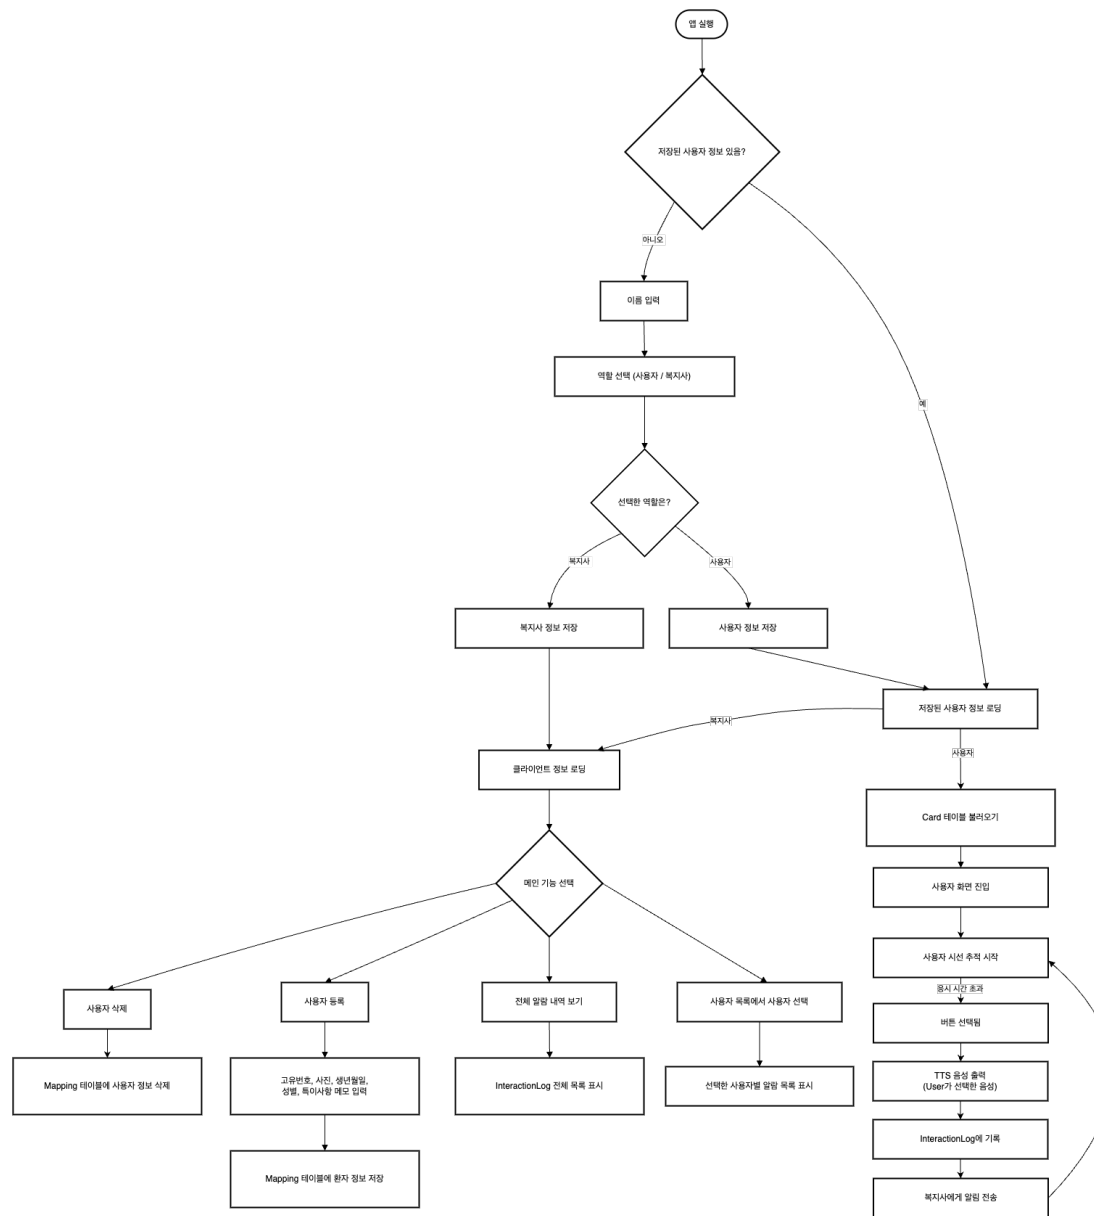 앱 실행
저장된 사용자 정보 있음?
아니오
예
이름 입력
역할 선택 (사용자 / 복지사)
선택한 역할은?
복지사
사용자
복지사 정보 저장
사용자 정보 저장
저장된 사용자 정보 로딩
복지사
사용자
클라이언트 정보 로딩
Card 테이블 불러오기
메인 기능 선택
사용자 화면 진입
사용자 시선 추적 시작
응시 시간 초과
사용자 삭제
사용자 등록
전체 알람 내역 보기
사용자 목록에서 사용자 선택
버튼 선택됨
Mapping 테이블에 사용자 정보 삭제
고유번호, 사진, 생년월일,
성별, 특이사항 메모 입력
InteractionLog 전체 목록 표시
선택한 사용자별 알람 목록 표시
TTS 음성 출력
(User가 선택한 음성)
InteractionLog에 기록
Mapping 테이블에 환자 정보 저장
복지사에게 알림 전송